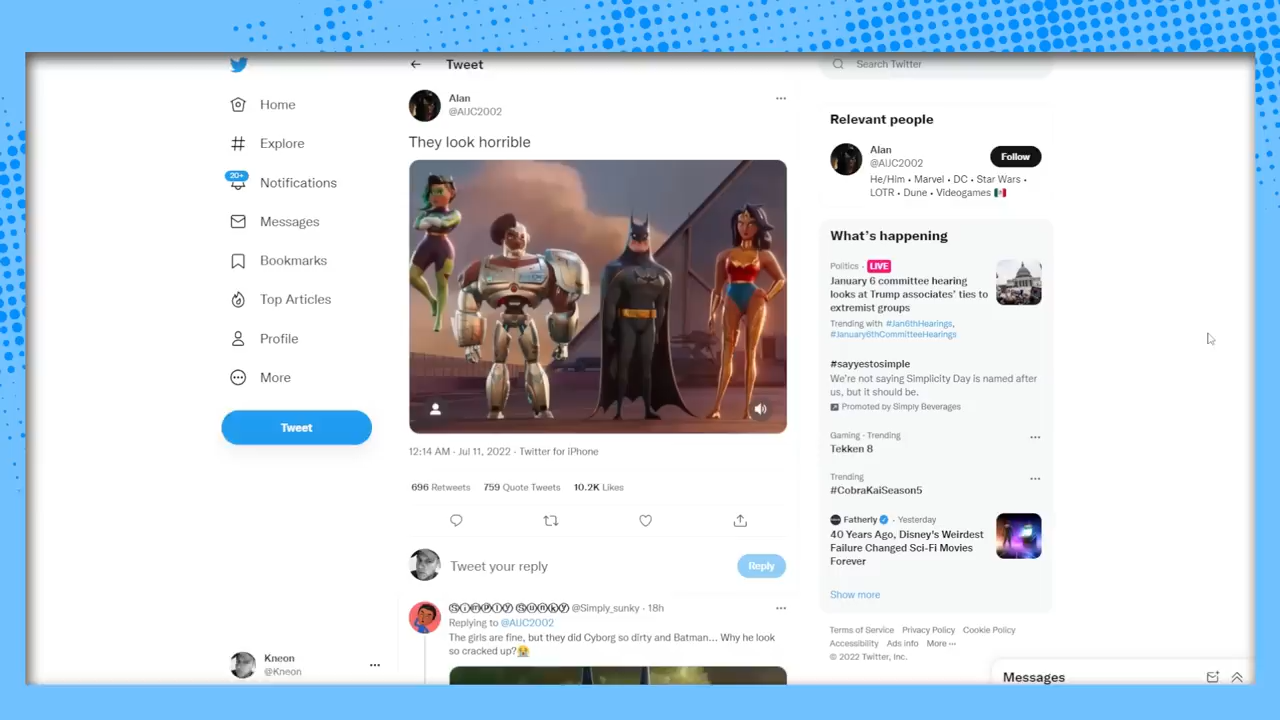 Home
Explore
20+
Notifications
Messages
Bookmarks
Top Articles
Profile
More
Tweet
Kneon
@Kneon
Tweet
Alan
@AIJC2002
They look horrible
12:14 AM · Jul 11, 2022 · Twitter for iPhone
696 Retweets 759 Quote Tweets 10.2K Likes
Tweet your reply
Reply
Ⓢⓘⓜⓟⓛⓨ Ⓢⓤⓝⓚⓨ @Simply_sunky · 18h
Replying to @AIJC2002
The girls are fine, but they did Cyborg so dirty and Batman... Why he look
so cracked up?😭
Search Twitter
Relevant people
Alan
@AIJC2002
Follow
He/Him • Marvel • DC • Star Wars •
LOTR • Dune • Videogames 🇲🇽
What's happening
Politics · LIVE
January 6 committee hearing
looks at Trump associates' ties to
extremist groups
Trending with #Jan6thHearings,
#January6thCommitteeHearings
#sayyestosimple
We're not saying Simplicity Day is named after
us, but it should be.
Promoted by Simply Beverages
Gaming · Trending
Tekken 8
Trending
#CobraKaiSeason5
Fatherly · Yesterday
40 Years Ago, Disney's Weirdest
Failure Changed Sci-Fi Movies
Forever
Show more
Terms of Service Privacy Policy Cookie Policy
Accessibility Ads info More ···
© 2022 Twitter, Inc.
Messages